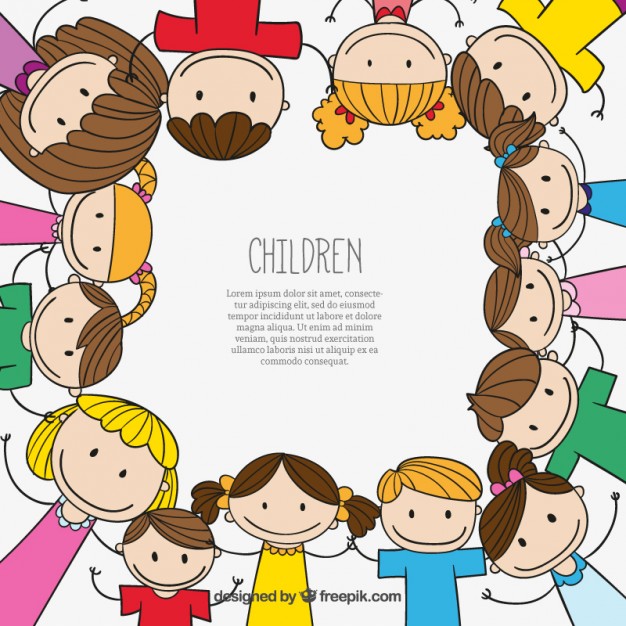 CHILDREN
Lorem ipsum dolor sit amet, consecte-
tur adipisicing elit, sed do eiusmod
tempor incididunt ut labore et dolore
magna aliqua. Ut enim ad minim
veniam, quis nostrud exercitation
ullamco laboris nisi ut aliquip ex ea
commodo consequat.
designed by freepik.com